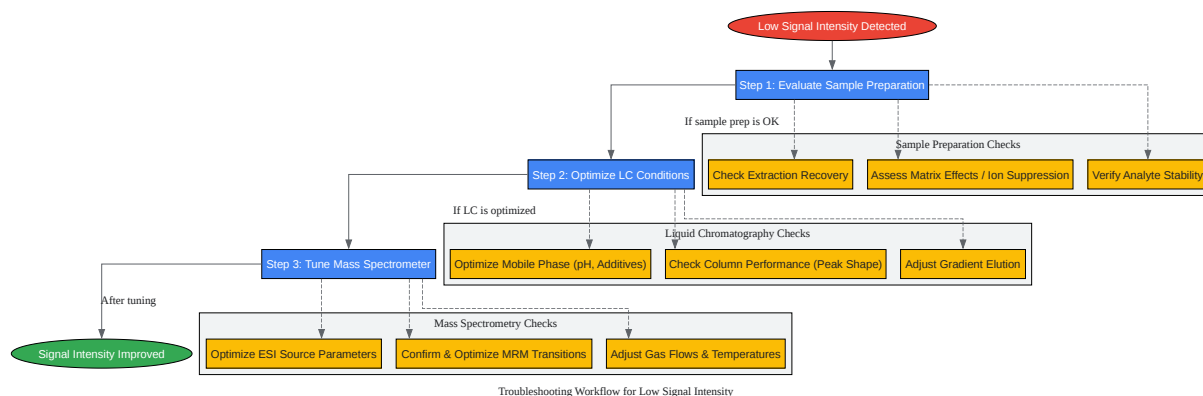 Low Signal Intensity Detected
Step 1: Evaluate Sample Preparation
If sample prep is OK
Sample Preparation Checks
Check Extraction Recovery
Assess Matrix Effects / Ion Suppression
Verify Analyte Stability
Step 2: Optimize LC Conditions
If LC is optimized
Liquid Chromatography Checks
Optimize Mobile Phase (pH, Additives)
Check Column Performance (Peak Shape)
Adjust Gradient Elution
Step 3: Tune Mass Spectrometer
After tuning
Mass Spectrometry Checks
Optimize ESI Source Parameters
Confirm & Optimize MRM Transitions
Adjust Gas Flows & Temperatures
Signal Intensity Improved
Troubleshooting Workflow for Low Signal Intensity